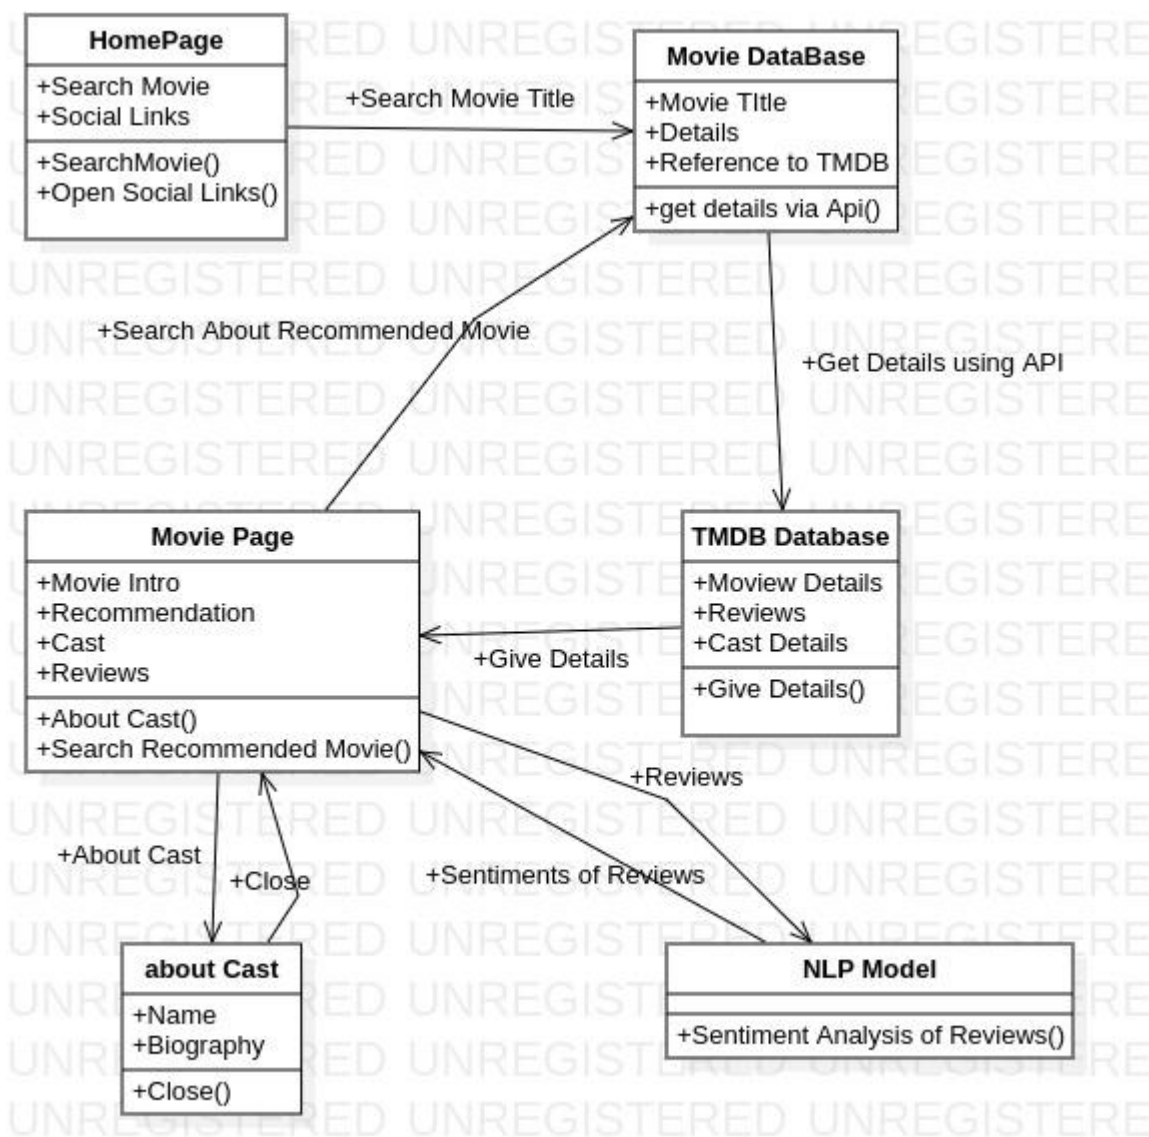 HomePage
+Search Movie
+Social Links
+SearchMovie()
+Open Social Links()
+Search Movie Title
Movie DataBase
+Movie TItle
+Details
+Reference to TMDB
+get details via Api()
+Search About Recommended Movie
+Get Details using API
Movie Page
+Movie Intro
+Recommendation
+Cast
+Reviews
+About Cast()
+Search Recommended Movie()
+Give Details
TMDB Database
+Moview Details
+Reviews
+Cast Details
+Give Details()
+Reviews
+About Cast
+Close
+Sentiments of Reviews
about Cast
+Name
+Biography
+Close()
NLP Model
+Sentiment Analysis of Reviews()
UNREGISTERED UNREGISTERED UNREGISTERE